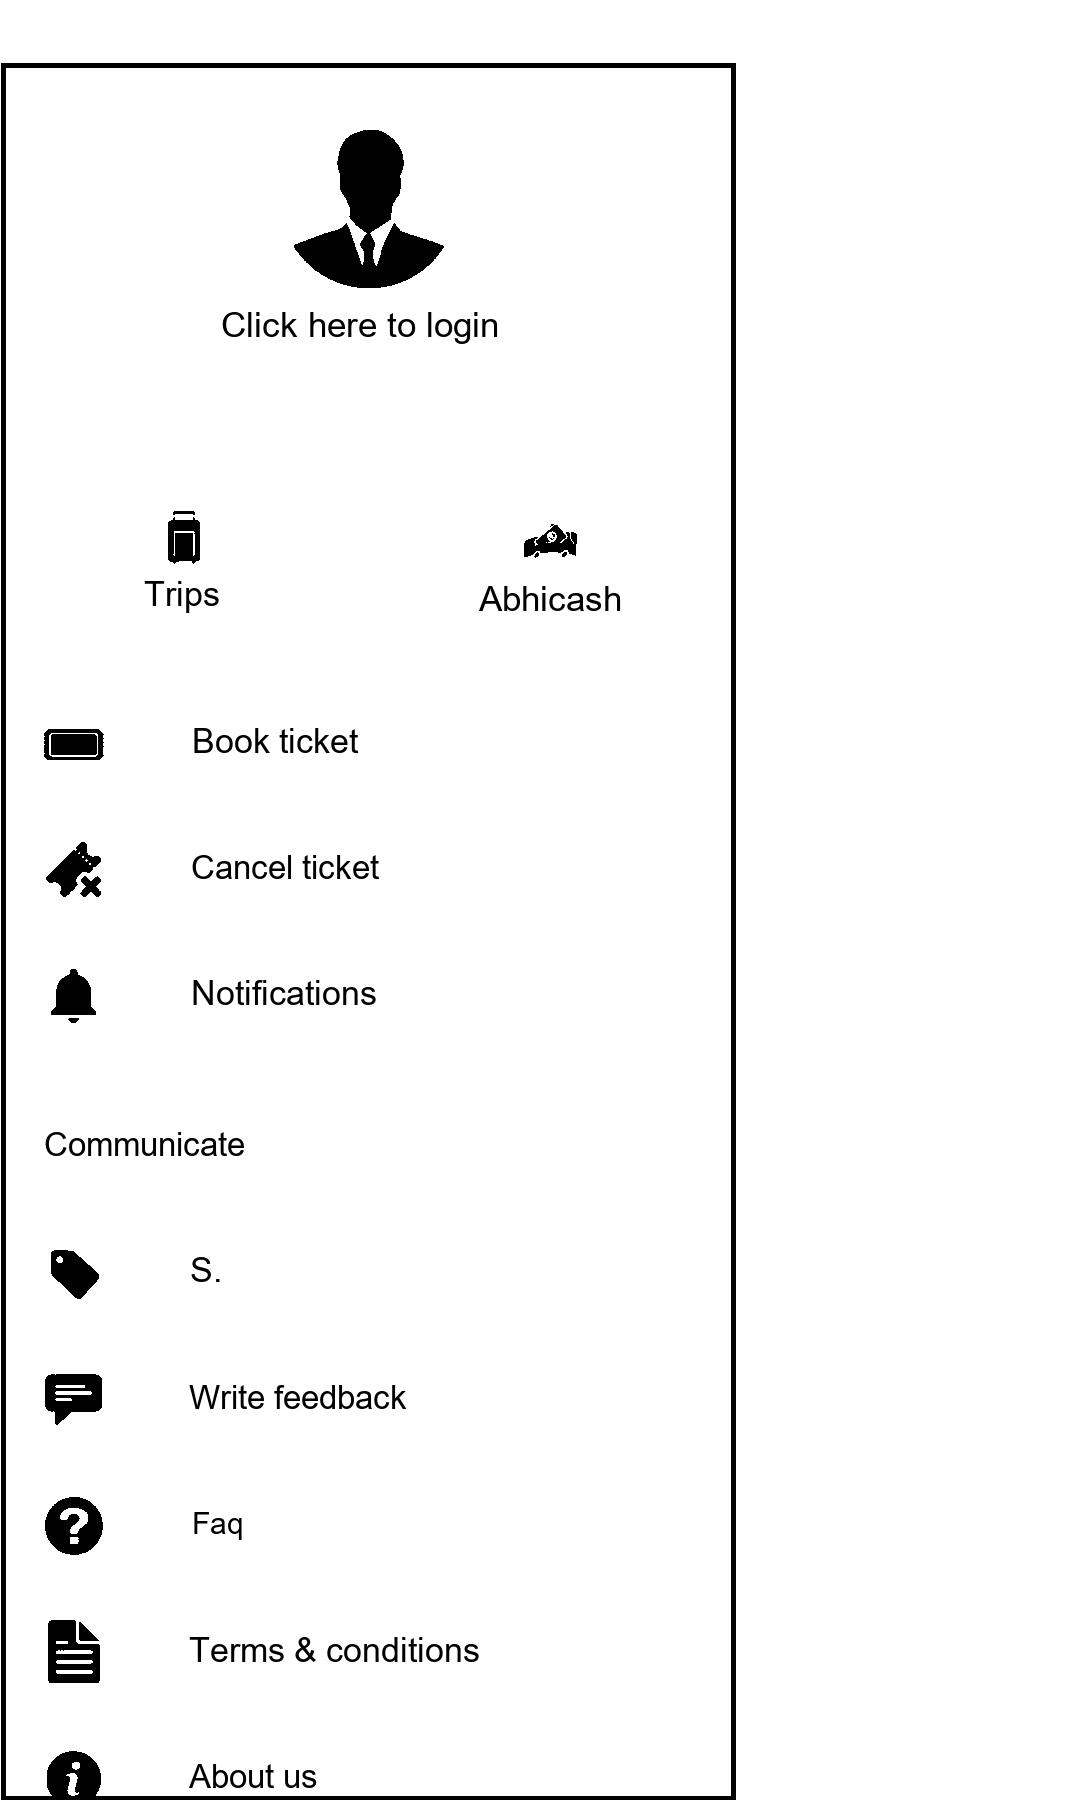 Click here to login
Trips
Abhicash
Book ticket
Cancel ticket
Notifications
Communicate
S.
Write feedback
Faq
Terms & conditions
About us